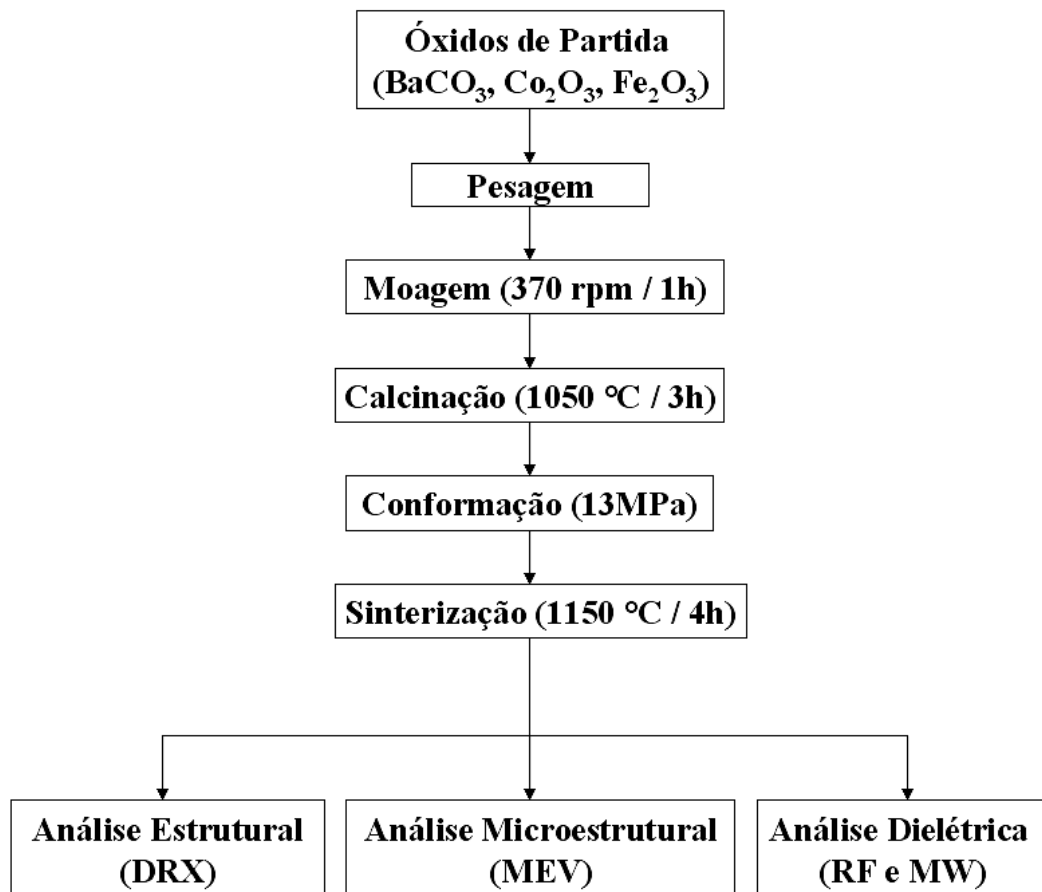 Óxidos de Partida
(BaCO₃, Co₂O₃, Fe₂O₃)
Pesagem
Moagem (370 rpm / 1h)
Calcinação (1050 °C / 3h)
Conformação (13MPa)
Sinterização (1150 °C / 4h)
Análise Estrutural
(DRX)
Análise Microestrutural
(MEV)
Análise Dielétrica
(RF e MW)